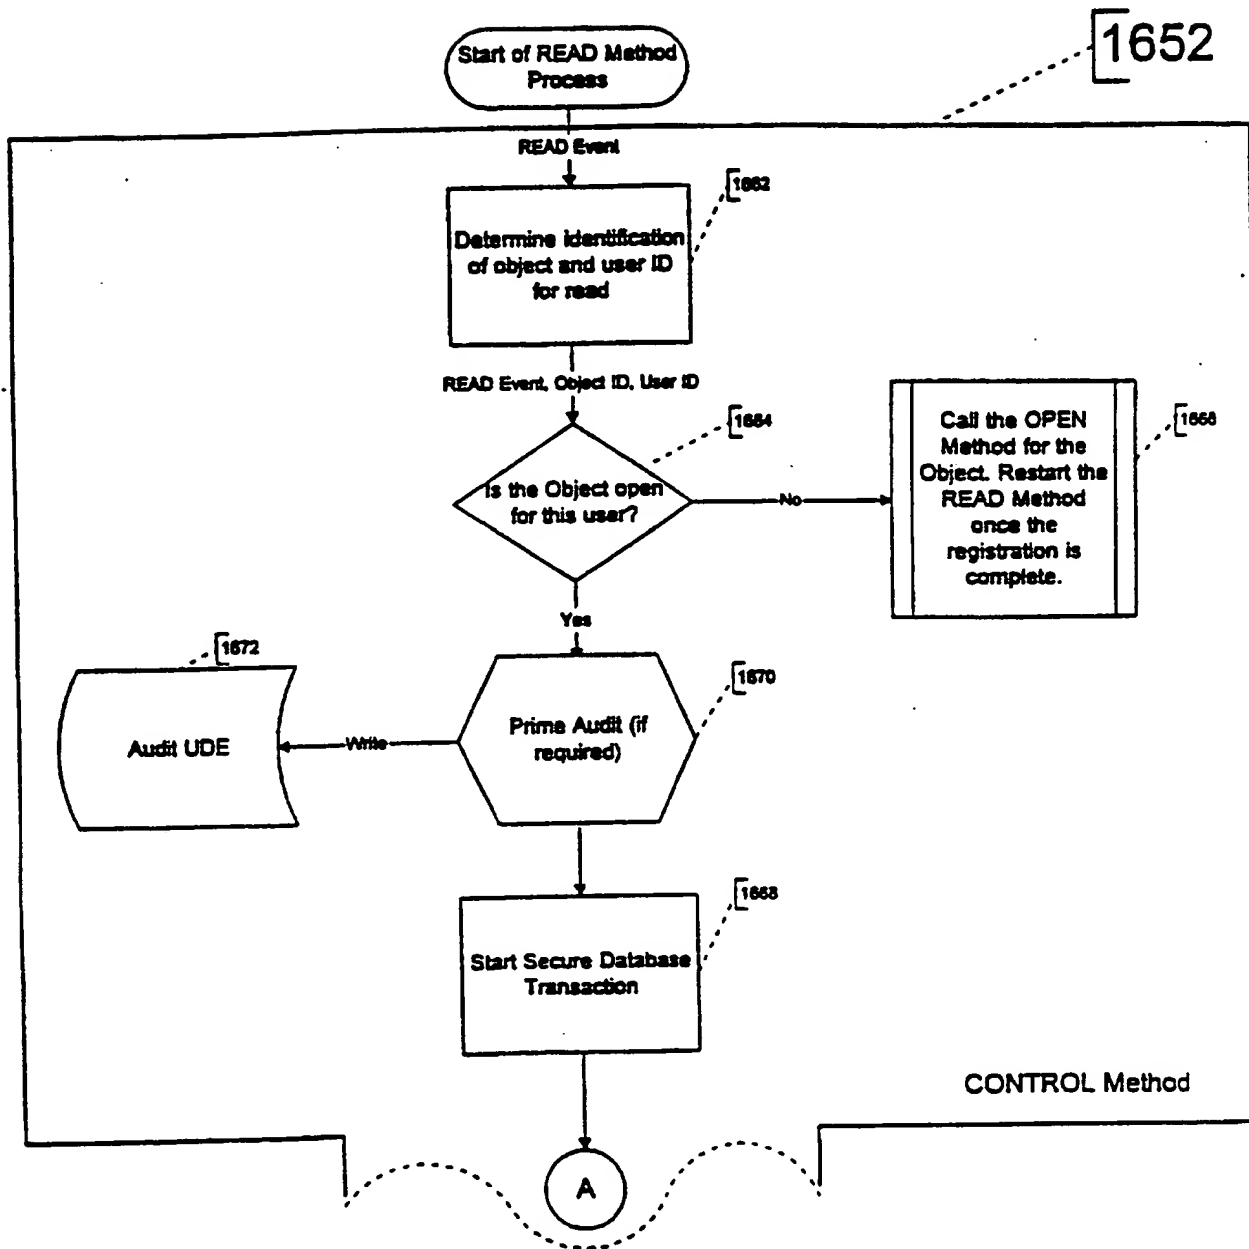 1652
Start of READ Method
Process
READ Event
1662
Determine identification
of object and user ID
for read
READ Event, Object ID, User ID
1664
Is the Object open
for this user?
No
Call the OPEN
Method for the
Object. Restart the
READ Method
once the
registration is
complete.
1666
Yes
1672
Audit UDE
Write
Prime Audit (if
required)
1670
1668
Start Secure Database
Transaction
CONTROL Method
A